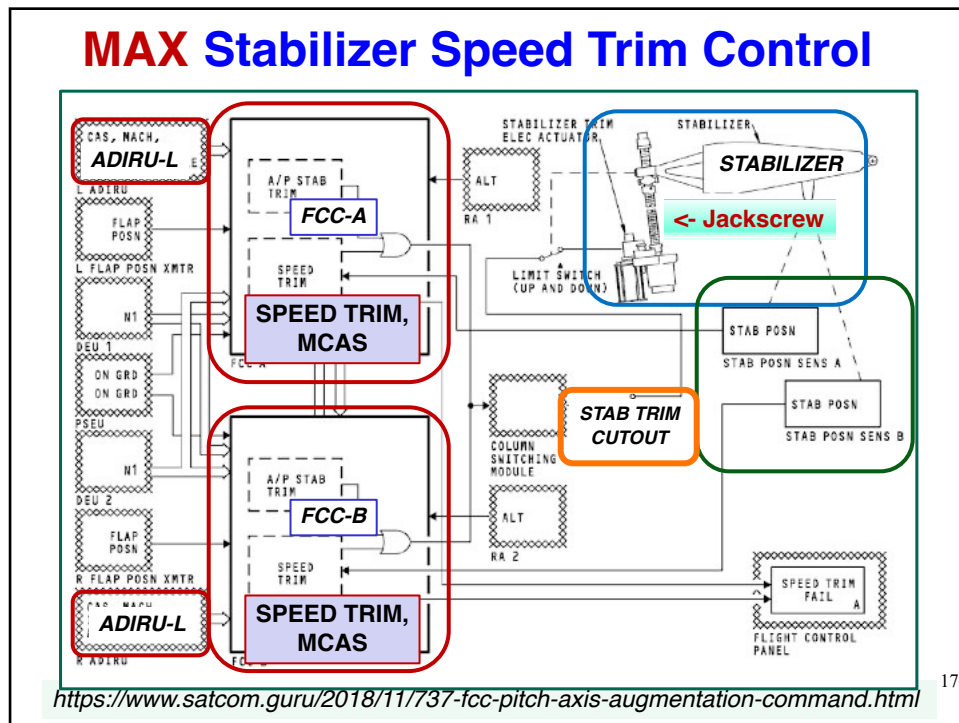 MAX Stabilizer Speed Trim Control
CAS, MACH,
ADIRU-L
E
L ADIRU
FLAP
POSN
L FLAP POSN XMTR
N1
DEU 1
ON GRD
ON GRD
PSEU
N1
DEU 2
FLAP
POSN
R FLAP POSN XMTR
CAS, MACH
ADIRU-L
R ADIRU
A/P STAB
TRIM
FCC-A
SPEED
TRIM
SPEED TRIM,
MCAS
FCC A
A/P STAB
TRIM
FCC-B
SPEED
TRIM
SPEED TRIM,
MCAS
ALT
RA 1
STABILIZER TRIM
ELEC ACTUATOR
STABILIZER
STABILIZER
<- Jackscrew
LIMIT SWITCH
(UP AND DOWN)
STAB POSN
STAB POSN SENS A
STAB POSN
STAB POSN SENS B
STAB TRIM
CUTOUT
COLUMN
SWITCHING
MODULE
ALT
RA 2
SPEED TRIM
FAIL
A
FLIGHT CONTROL
PANEL
https://www.satcom.guru/2018/11/737-fcc-pitch-axis-augmentation-command.html
17